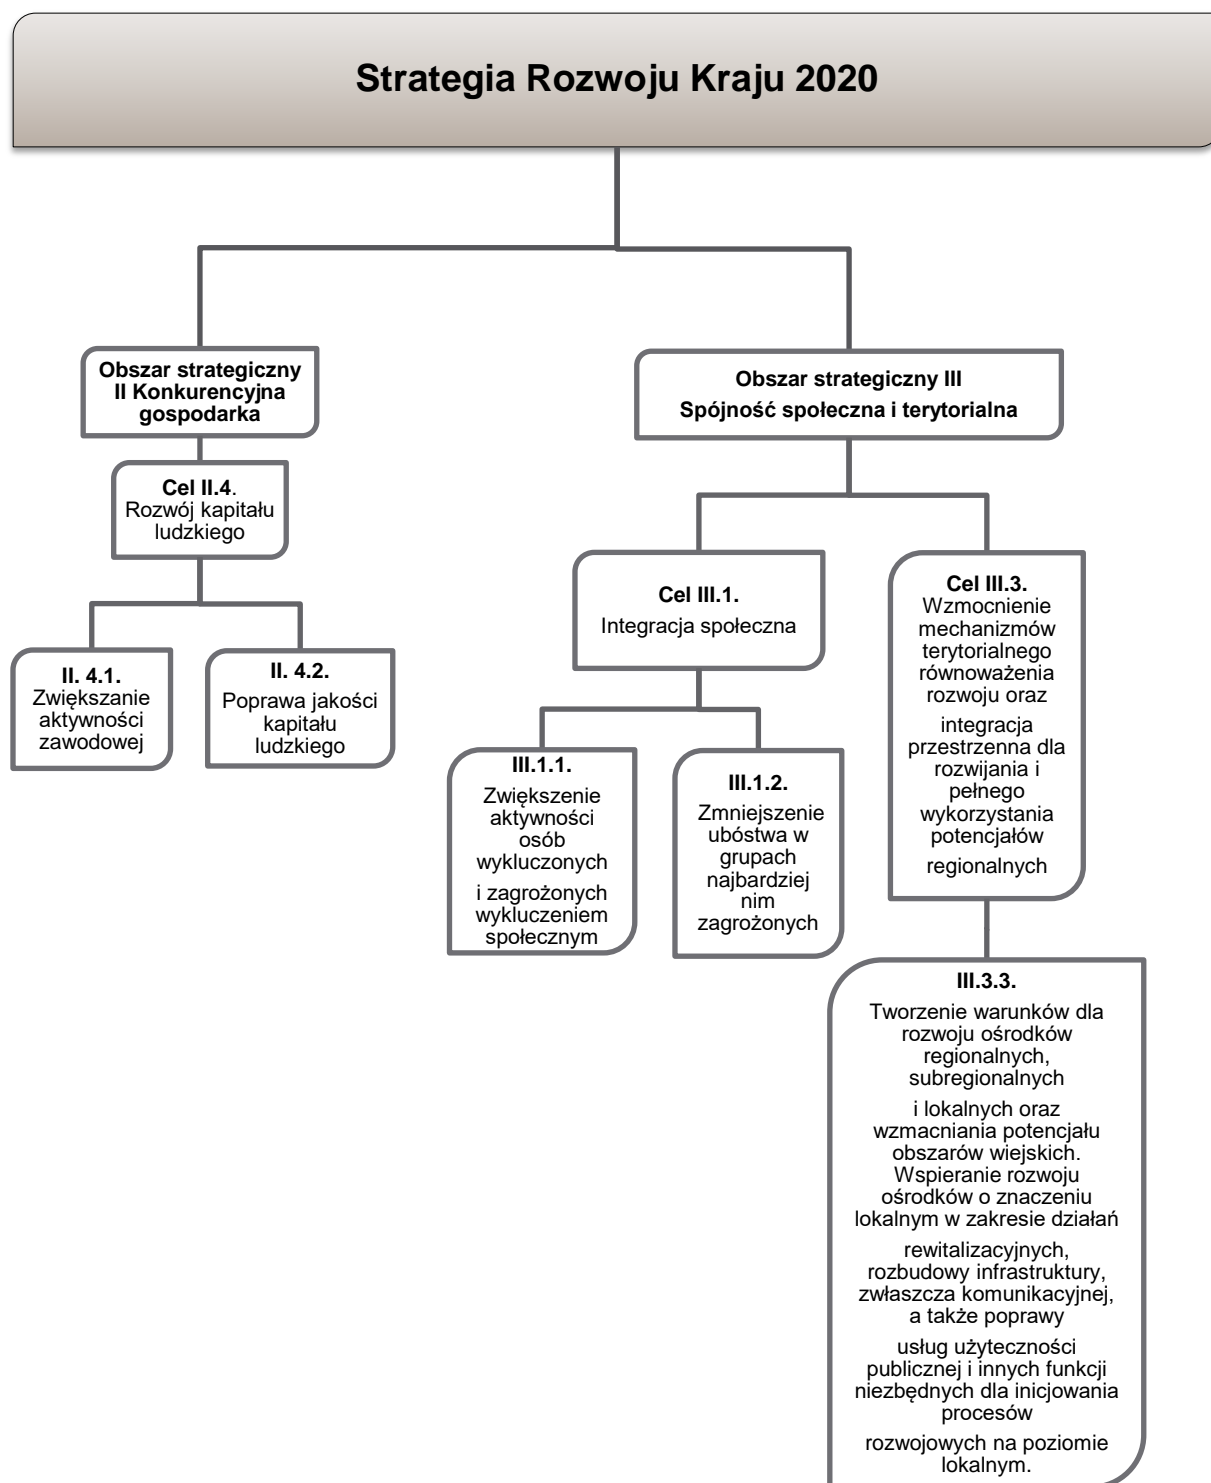 Strategia Rozwoju Kraju 2020
Obszar strategiczny
II Konkurencyjna
gospodarka
Cel II.4.
Rozwój kapitału
ludzkiego
II. 4.1.
Zwiększanie
aktywności
zawodowej
II. 4.2.
Poprawa jakości
kapitału
ludzkiego
Obszar strategiczny III
Spójność społeczna i terytorialna
Cel III.1.
Integracja społeczna
III.1.1.
Zwiększenie
aktywności
osób
wykluczonych
i zagrożonych
wykluczeniem
społecznym
III.1.2.
Zmniejszenie
ubóstwa w
grupach
najbardziej
nim
zagrożonych
Cel III.3.
Wzmocnienie
mechanizmów
terytorialnego
równoważenia
rozwoju oraz
integracja
przestrzenna dla
rozwijania i
pełnego
wykorzystania
potencjałów
regionalnych
III.3.3.
Tworzenie warunków dla
rozwoju ośrodków
regionalnych,
subregionalnych
i lokalnych oraz
wzmacniania potencjału
obszarów wiejskich.
Wspieranie rozwoju
ośrodków o znaczeniu
lokalnym w zakresie działań
rewitalizacyjnych,
rozbudowy infrastruktury,
zwłaszcza komunikacyjnej,
a także poprawy
usług użyteczności
publicznej i innych funkcji
niezbędnych dla inicjowania
procesów
rozwojowych na poziomie
lokalnym.